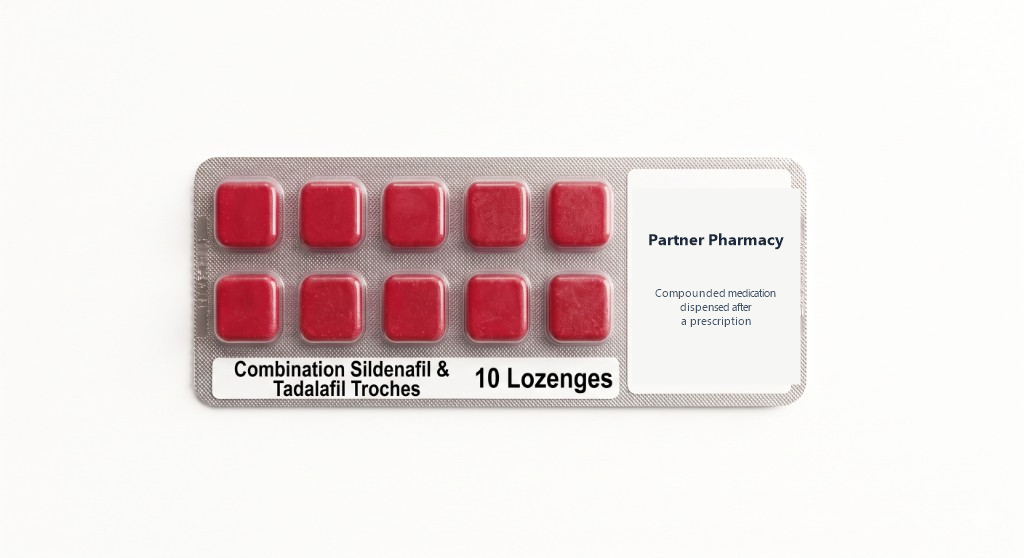 Partner Pharmacy
Compounded medication
dispensed after
a prescription
Combination Sildenafil &
Tadalafil Troches
10 Lozenges